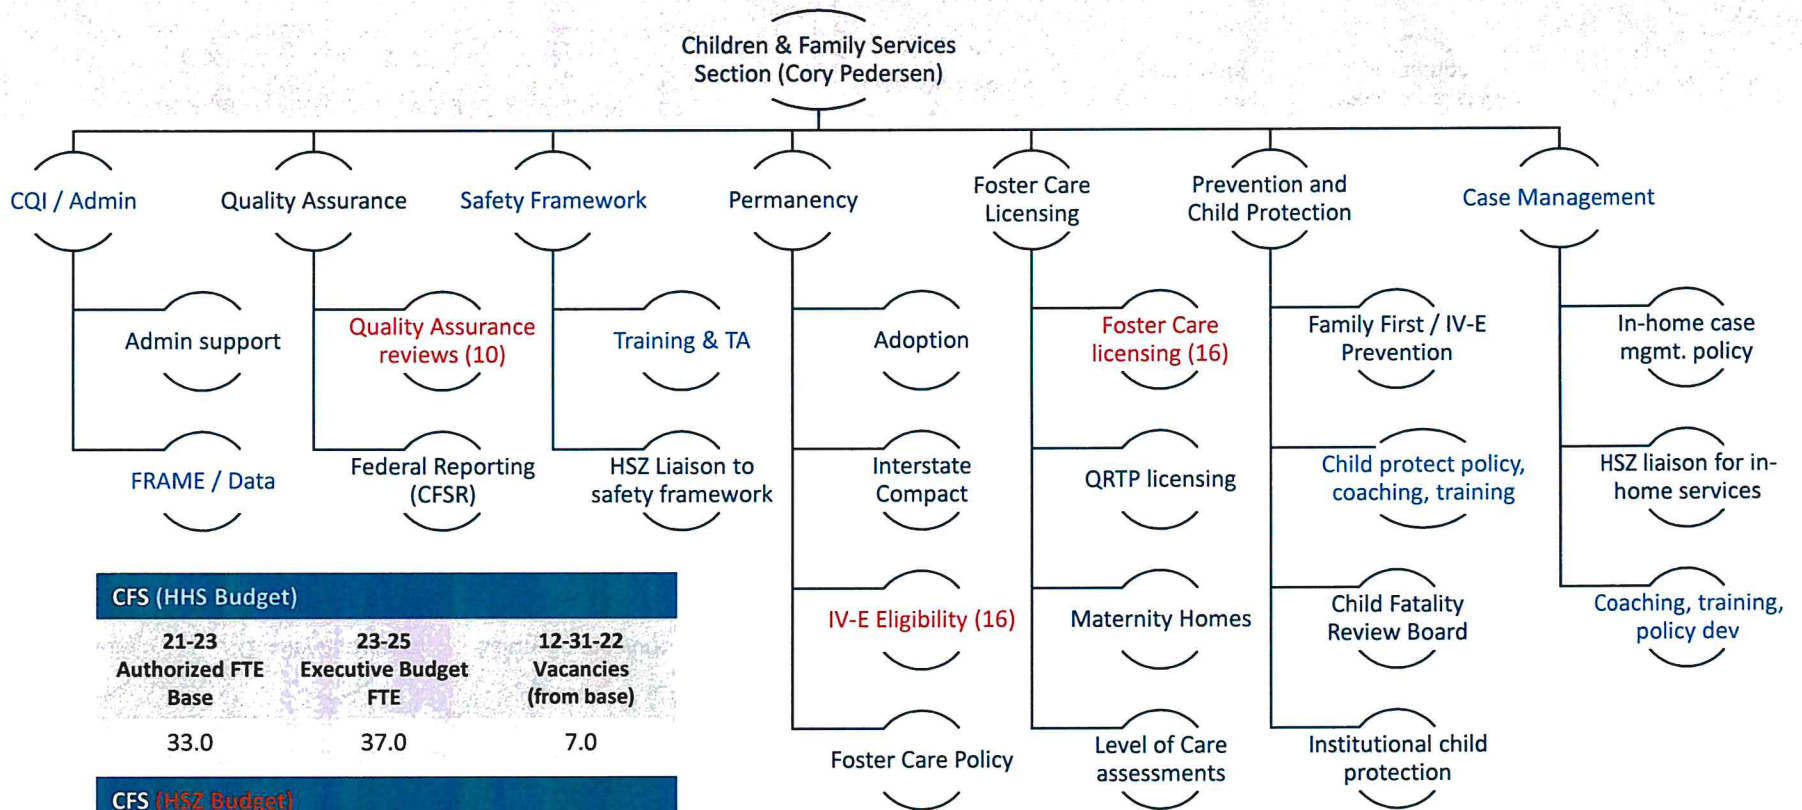 Children & Family Services
Section (Cory Pedersen)
CQI / Admin
Quality Assurance
Safety Framework
Permanency
Foster Care
Licensing
Prevention and
Child Protection
Case Management
Admin support
Quality Assurance
reviews (10)
Training & TA
Adoption
Foster Care
licensing (16)
Family First / IV-E
Prevention
In-home case
mgmt. policy
FRAME / Data
Federal Reporting
(CFSR)
HSZ Liaison to
safety framework
Interstate
Compact
QRTP licensing
Child protect policy,
coaching, training
HSZ liaison for in-
home services
IV-E Eligibility (16)
Maternity Homes
Child Fatality
Review Board
Coaching, training,
policy dev
Foster Care Policy
Level of Care
assessments
Institutional child
protection
CFS (HHS Budget)
21-23
Authorized FTE
Base
23-25
Executive Budget
FTE
12-31-22
Vacancies
(from base)
33.0
37.0
7.0
CFS (HSZ Budget)